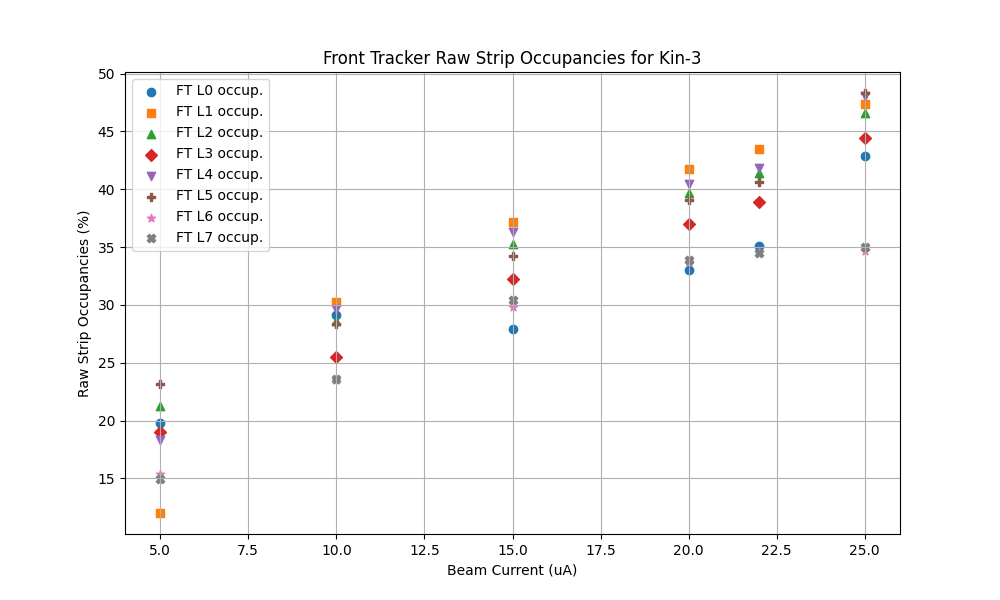 Front Tracker Raw Strip Occupancies for Kin-3
Raw Strip Occupancies (%)
50
45
40
35
30
25
20
15
FT L0 occup.
FT L1 occup.
FT L2 occup.
FT L3 occup.
FT L4 occup.
FT L5 occup.
FT L6 occup.
FT L7 occup.
5.0 7.5 10.0 12.5 15.0 17.5 20.0 22.5 25.0
Beam Current (uA)